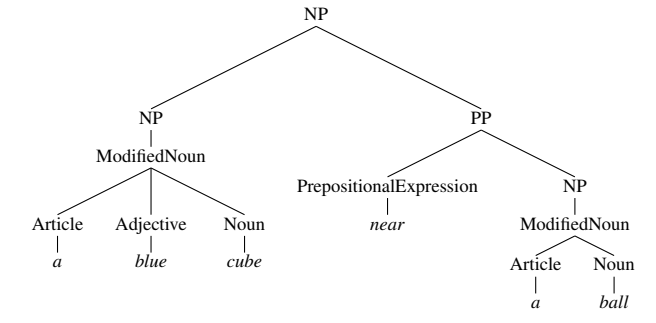 NP
NP PP
ModifiedNoun
PrepositionalExpression NP
Article Adjective Noun near ModifiedNoun
a blue cube Article Noun
a ball